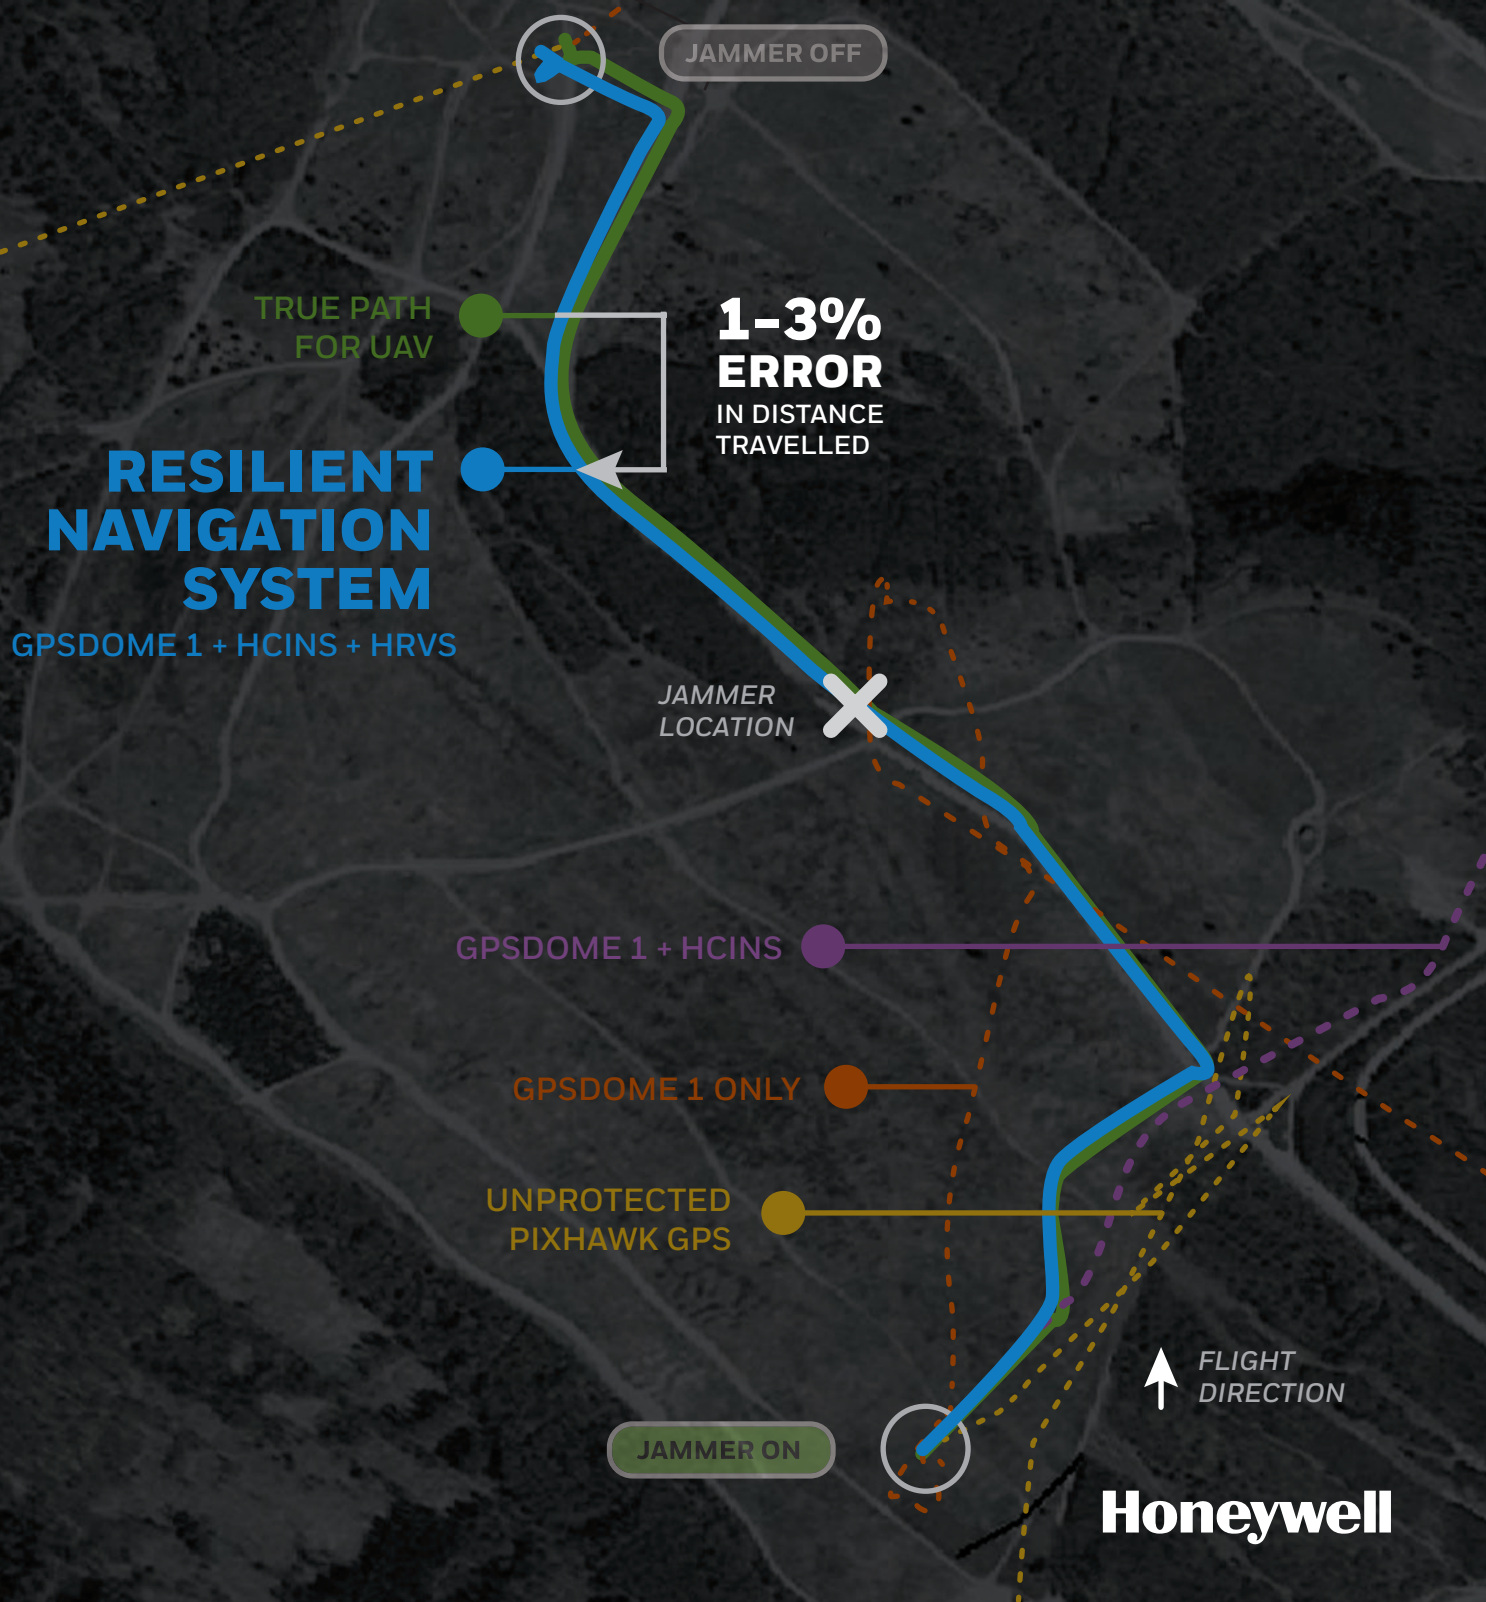 JAMMER OFF
TRUE PATH
FOR UAV
1-3%
ERROR
IN DISTANCE
TRAVELLED
RESILIENT
NAVIGATION
SYSTEM
GPSDOME 1 + HCINS + HRVS
JAMMER
LOCATION
GPSDOME 1 + HCINS
GPSDOME 1 ONLY
UNPROTECTED
PIXHAWK GPS
FLIGHT
DIRECTION
JAMMER ON
Honeywell